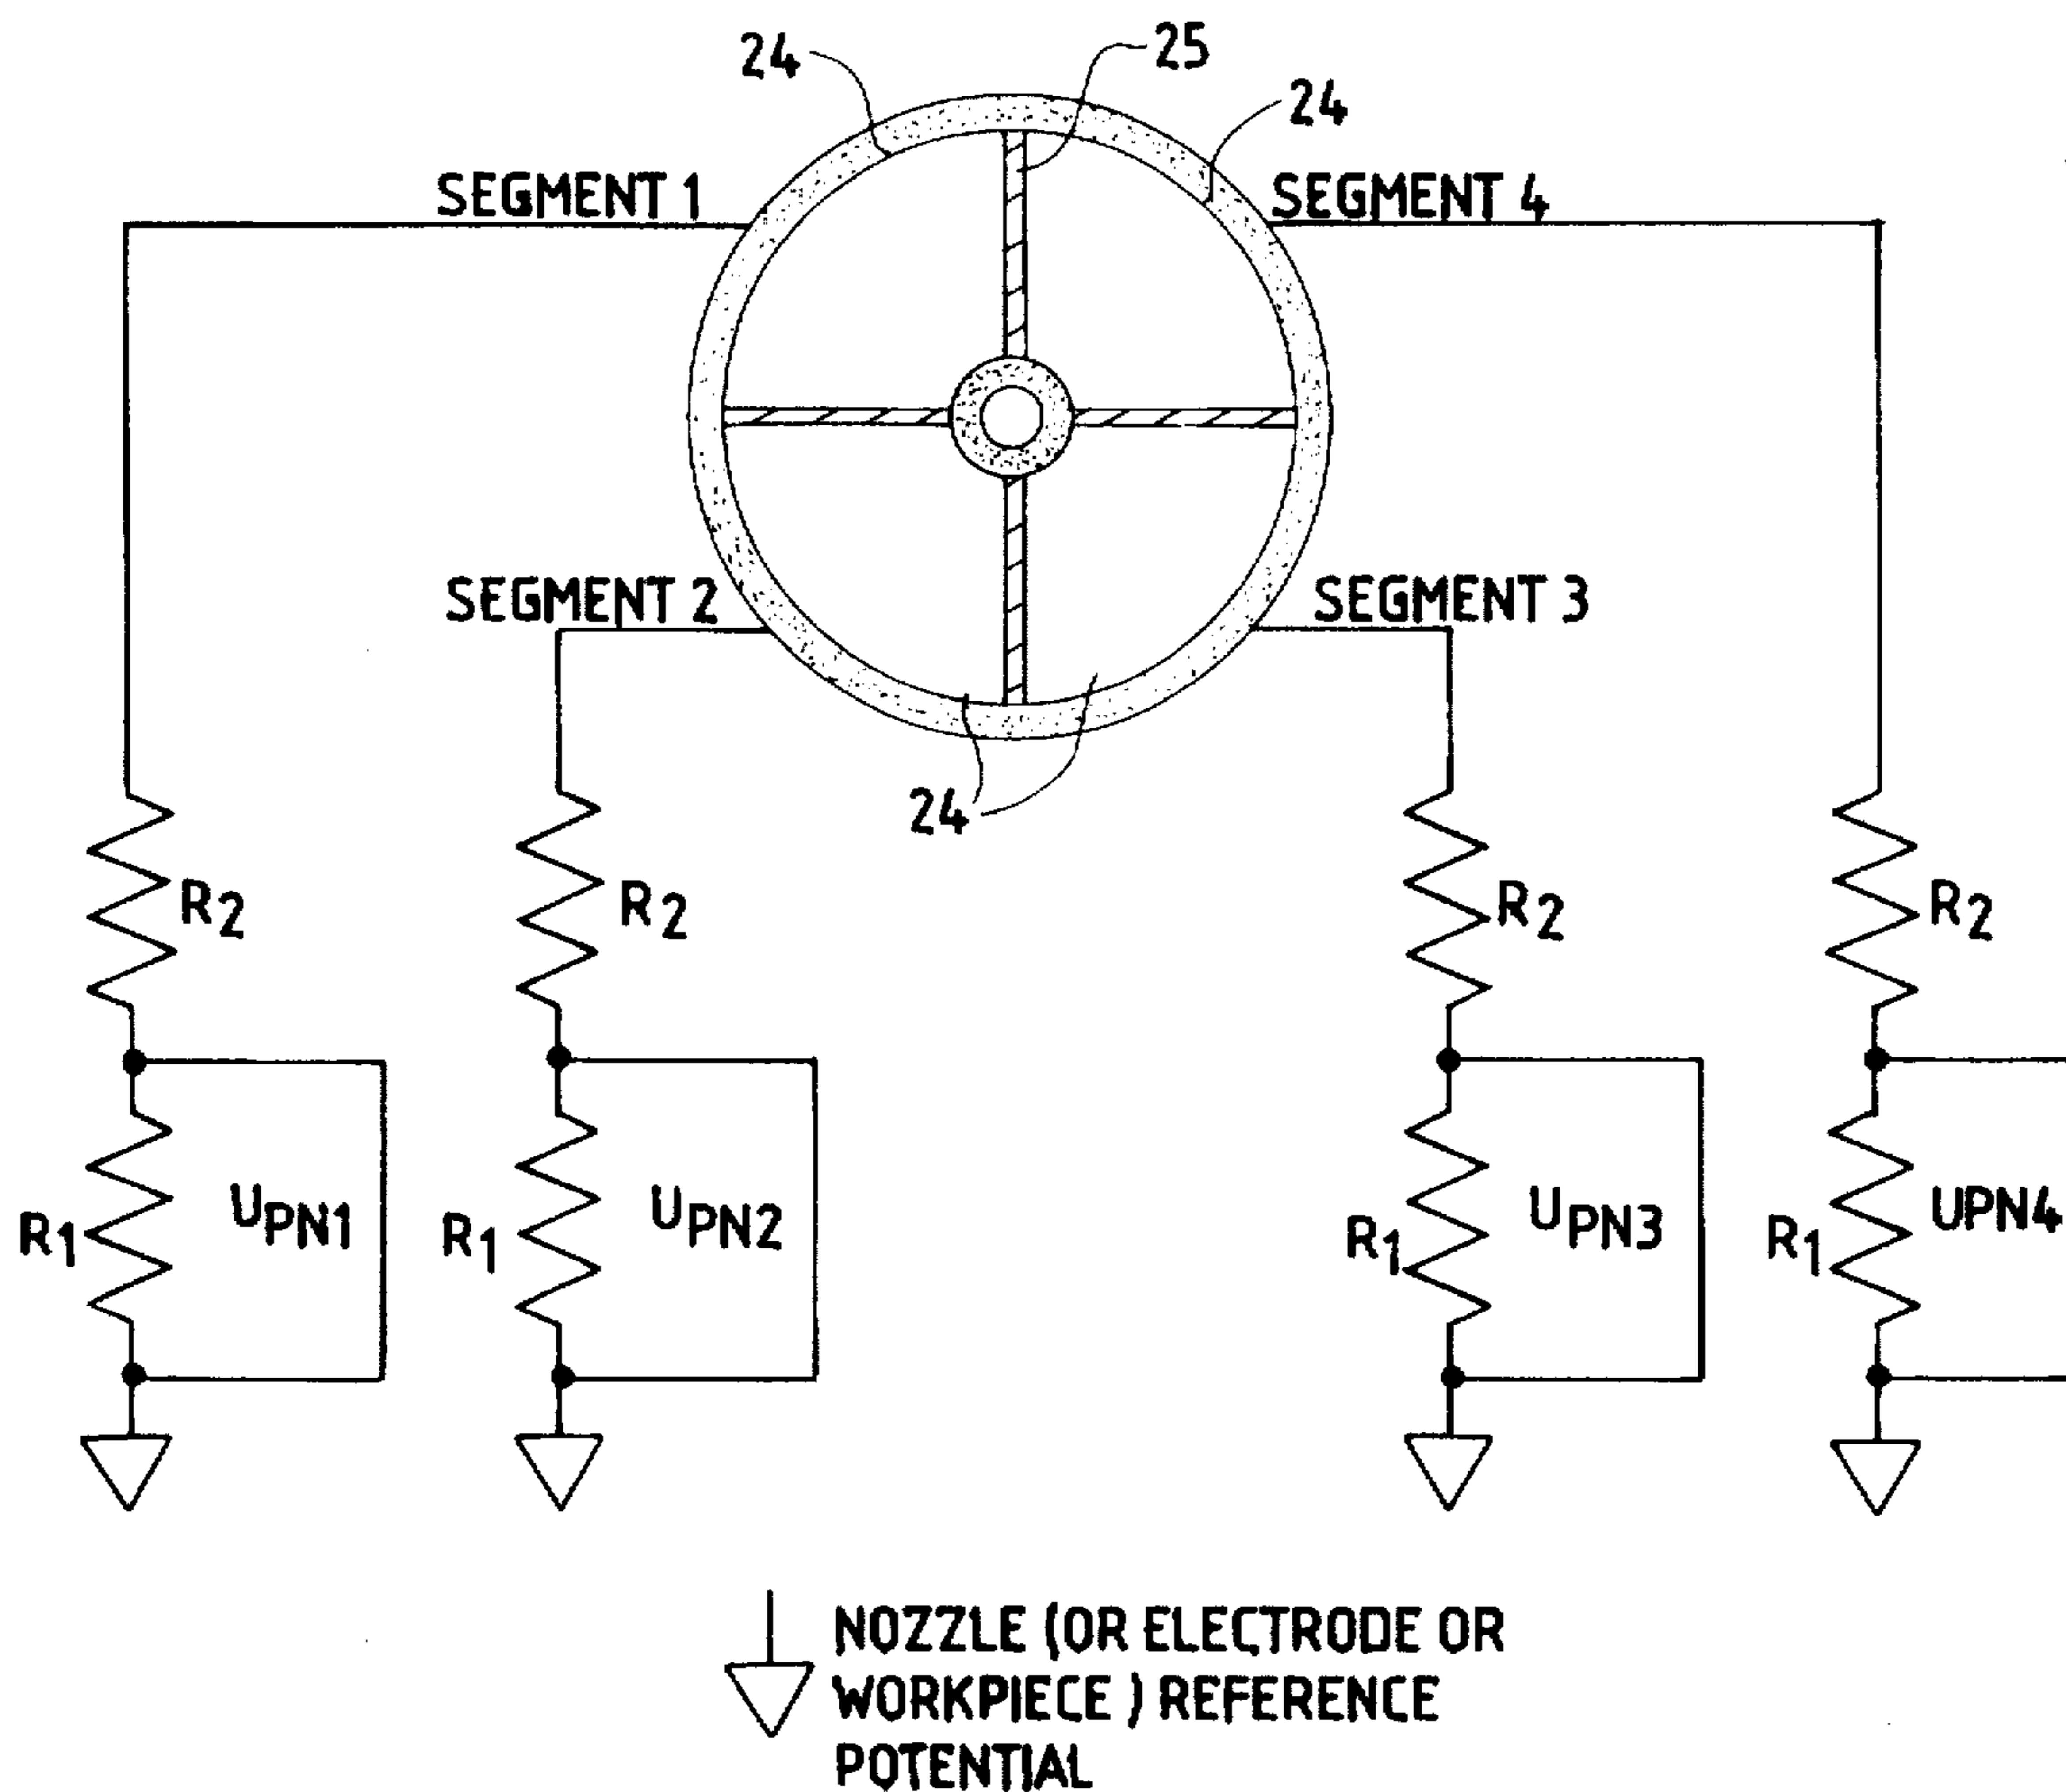 24
25
24
SEGMENT 1
SEGMENT 4
SEGMENT 2
SEGMENT 3
24
R2
R2
R2
R2
R1
UPN1
R1
UPN2
R1
UPN3
R1
UPN4
NOZZLE (OR ELECTRODE OR
WORKPIECE) REFERENCE
POTENTIAL